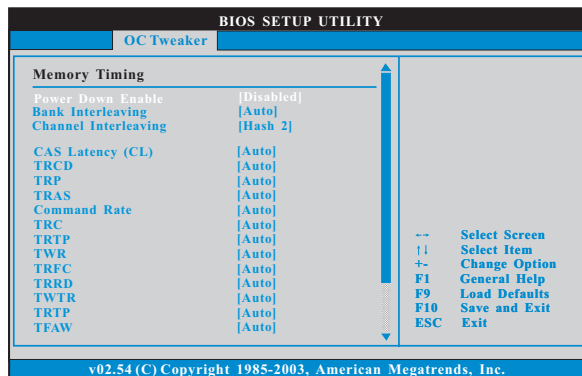 BIOS SETUP UTILITY
OC Tweaker
Memory Timing
Power Down Enable [Disabled]
Bank Interleaving [Auto]
Channel Interleaving [Hash 2]
CAS Latency (CL) [Auto]
TRCD [Auto]
TRP [Auto]
TRAS [Auto]
Command Rate [Auto]
TRC [Auto]
TRTP [Auto]
TWR [Auto]
TRFC [Auto]
TRRD [Auto]
TWTR [Auto]
TRTP [Auto]
TFAW [Auto]
←→ Select Screen
↑↓ Select Item
+- Change Option
F1 General Help
F9 Load Defaults
F10 Save and Exit
ESC Exit
v02.54 (C) Copyright 1985-2003, American Megatrends, Inc.